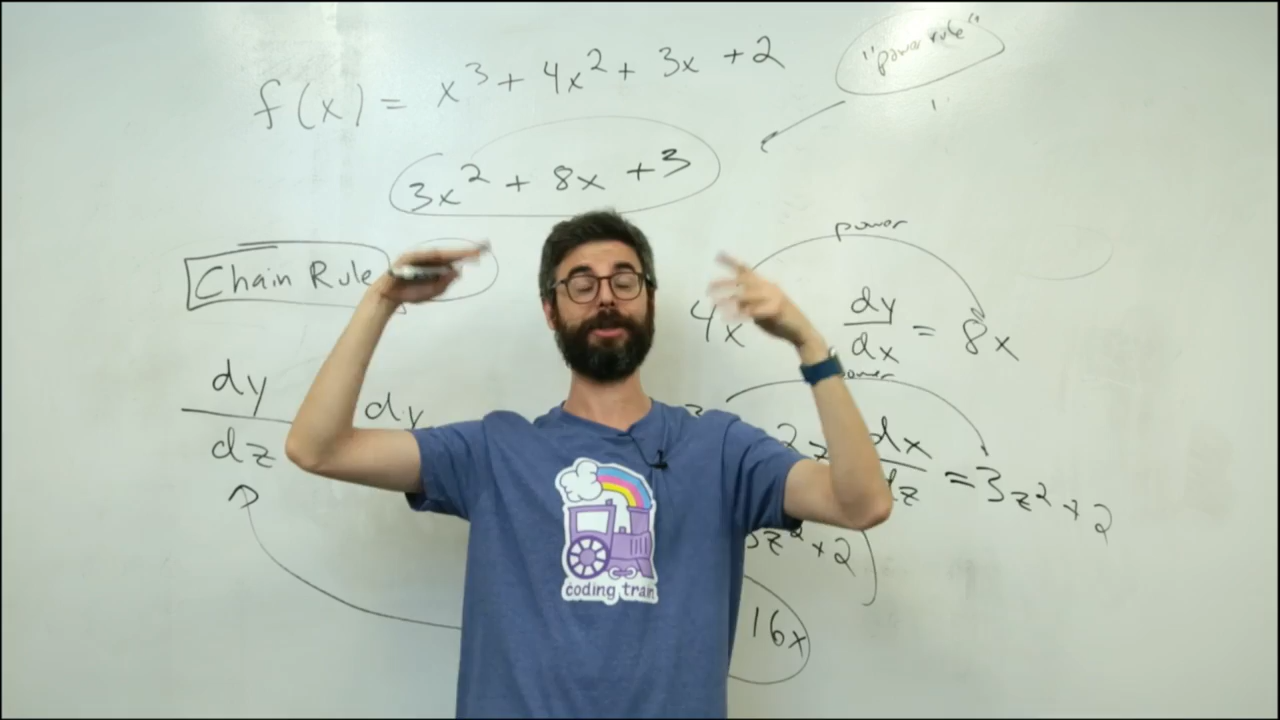 "power rule"
f(x) = x³ + 4x² + 3x + 2
3x² + 8x + 3
Chain Rule
power
4x
dy/dx = 8x
dy/dz
dy
dx/dz = 3z² + 2
3z² + 2
16x
coding train